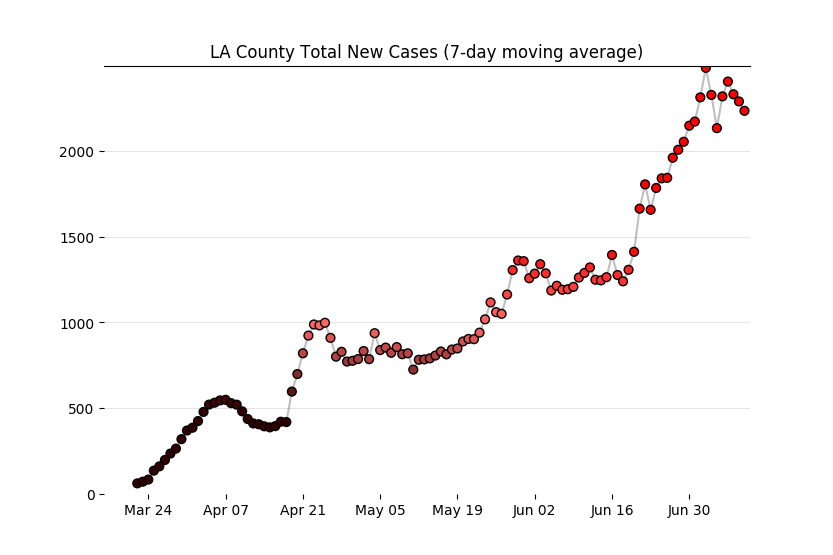 LA County Total New Cases (7-day moving average)
2000
1500
1000
500
0
Mar 24 Apr 07 Apr 21 May 05 May 19 Jun 02 Jun 16 Jun 30